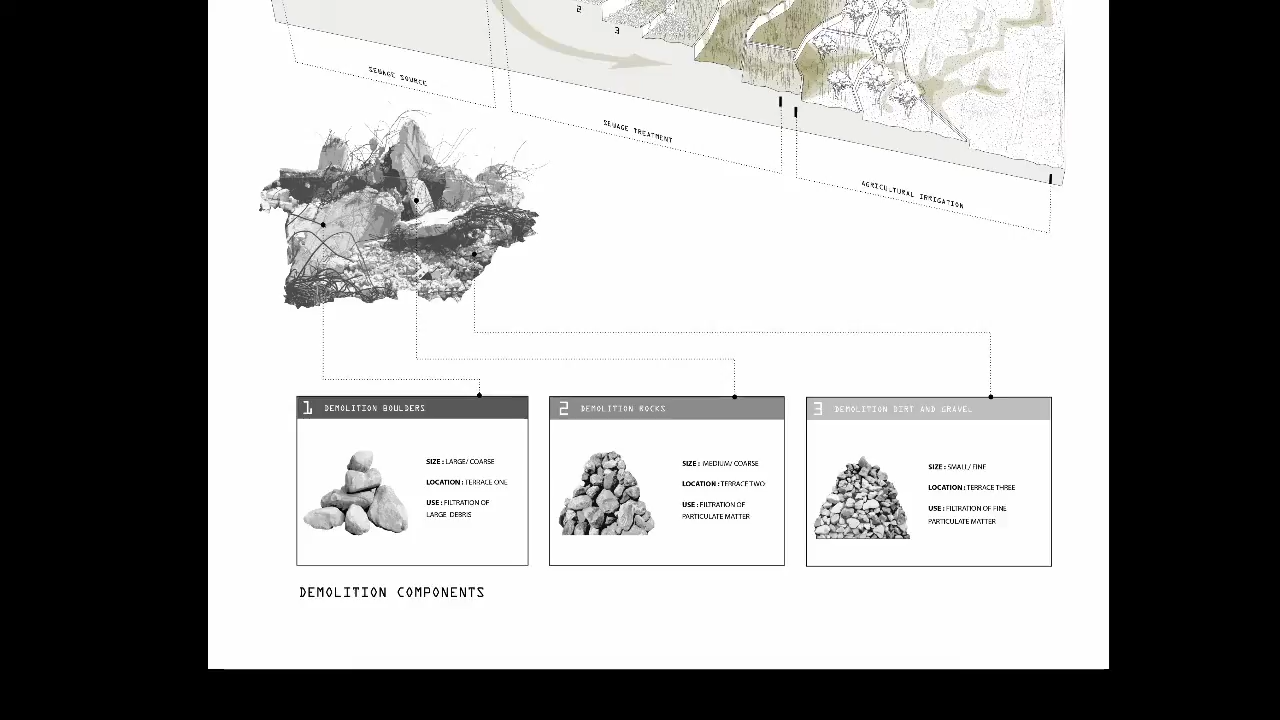 2
3
SEWAGE SOURCE
SEWAGE TREATMENT
AGRICULTURAL IRRIGATION
1 DEMOLITION BOULDERS
SIZE : LARGE/ COARSE
LOCATION : TERRACE ONE
USE : FILTRATION OF
LARGE DEBRIS
2 DEMOLITION ROCKS
SIZE : MEDIUM/ COARSE
LOCATION : TERRACE TWO
USE : FILTRATION OF
PARTICULATE MATTER
3 DEMOLITION DIRT AND GRAVEL
SIZE : SMALL/ FINE
LOCATION : TERRACE THREE
USE : FILTRATION OF FINE
PARTICULATE MATTER
DEMOLITION COMPONENTS